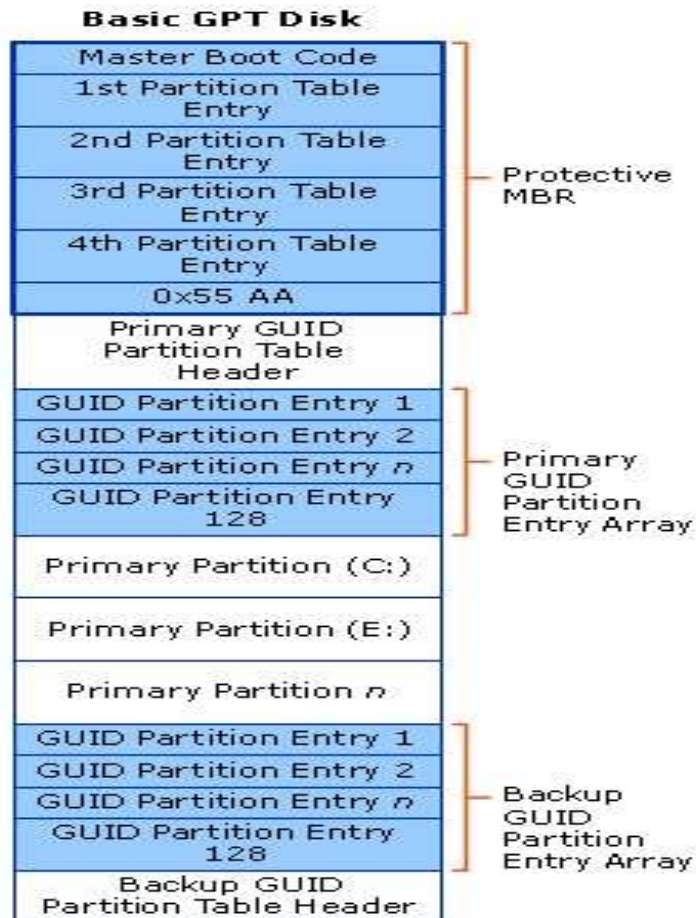 Basic GPT Disk
Master Boot Code
1st Partition Table
Entry
2nd Partition Table
Entry
3rd Partition Table
Entry
4th Partition Table
Entry
0x55 AA
Protective
MBR
Primary GUID
Partition Table
Header
GUID Partition Entry 1
GUID Partition Entry 2
GUID Partition Entry n
GUID Partition Entry
128
Primary
GUID
Partition
Entry Array
Primary Partition (C:)
Primary Partition (E:)
Primary Partition n
GUID Partition Entry 1
GUID Partition Entry 2
GUID Partition Entry n
GUID Partition Entry
128
Backup
GUID
Partition
Entry Array
Backup GUID
Partition Table Header